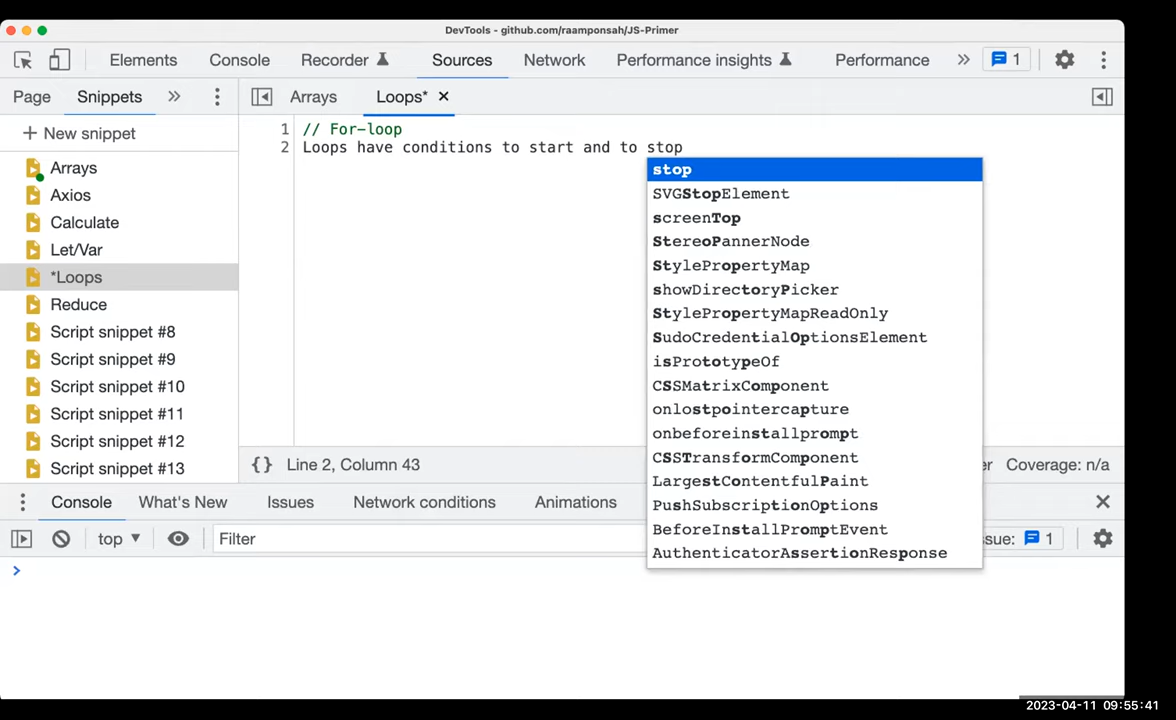 DevTools - github.com/raamponsah/JS-Primer
Elements Console Recorder Sources Network Performance insights Performance » 1
Page Snippets » Arrays Loops* ×
+ New snippet
Arrays
Axios
Calculate
Let/Var
*Loops
Reduce
Script snippet #8
Script snippet #9
Script snippet #10
Script snippet #11
Script snippet #12
Script snippet #13
1 // For-loop
2 Loops have conditions to start and to stop
stop
SVGStopElement
screenTop
StereoPannerNode
StylePropertyMap
showDirectoryPicker
StylePropertyMapReadOnly
SudoCredentialOptionsElement
isPrototypeOf
CSSMatrixComponent
onlostpointercapture
onbeforeinstallprompt
CSSTransformComponent
LargestContentfulPaint
PushSubscriptionOptions
BeforeInstallPromptEvent
AuthenticatorAssertionResponse
{} Line 2, Column 43 er Coverage: n/a
Console What's New Issues Network conditions Animations ×
top ▼ Filter sue: 1
>
2023-04-11 09:55:41